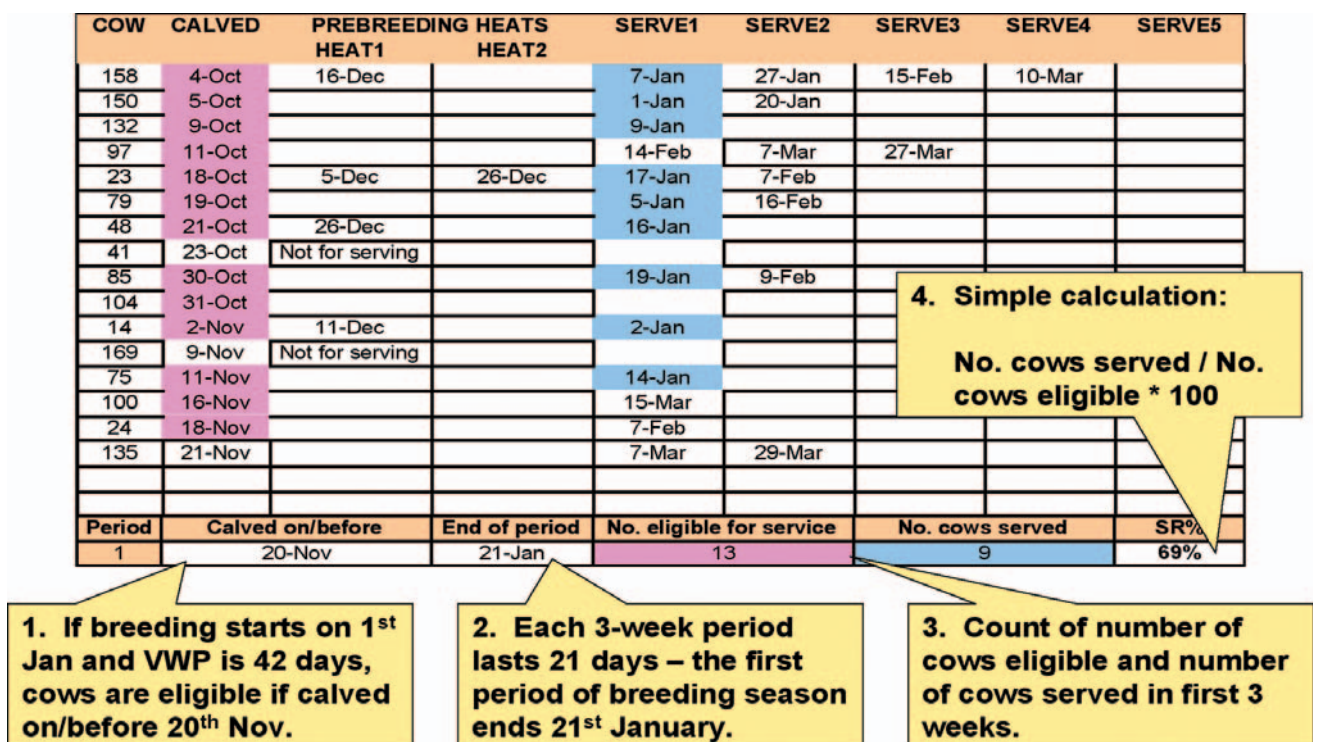 COW CALVED PREBREEDING HEATS SERVE1 SERVE2 SERVE3 SERVE4 SERVE5
HEAT1 HEAT2
158 4-Oct 16-Dec 7-Jan 27-Jan 15-Feb 10-Mar
150 5-Oct 1-Jan 20-Jan
132 9-Oct 9-Jan
97 11-Oct 14-Feb 7-Mar 27-Mar
23 18-Oct 5-Dec 26-Dec 17-Jan 7-Feb
79 19-Oct 5-Jan 16-Feb
48 21-Oct 26-Dec 16-Jan
41 23-Oct Not for serving
85 30-Oct 19-Jan 9-Feb
104 31-Oct
14 2-Nov 11-Dec 2-Jan
169 9-Nov Not for serving
75 11-Nov 14-Jan
100 16-Nov 15-Mar
24 18-Nov 7-Feb
135 21-Nov 7-Mar 29-Mar
Period Calved on/before End of period No. eligible for service No. cows served SR%
1 20-Nov 21-Jan 13 9 69%
4. Simple calculation:
No. cows served / No.
cows eligible * 100
1. If breeding starts on 1st
Jan and VWP is 42 days,
cows are eligible if calved
on/before 20th Nov.
2. Each 3-week period
lasts 21 days – the first
period of breeding season
ends 21st January.
3. Count of number of
cows eligible and number
of cows served in first 3
weeks.